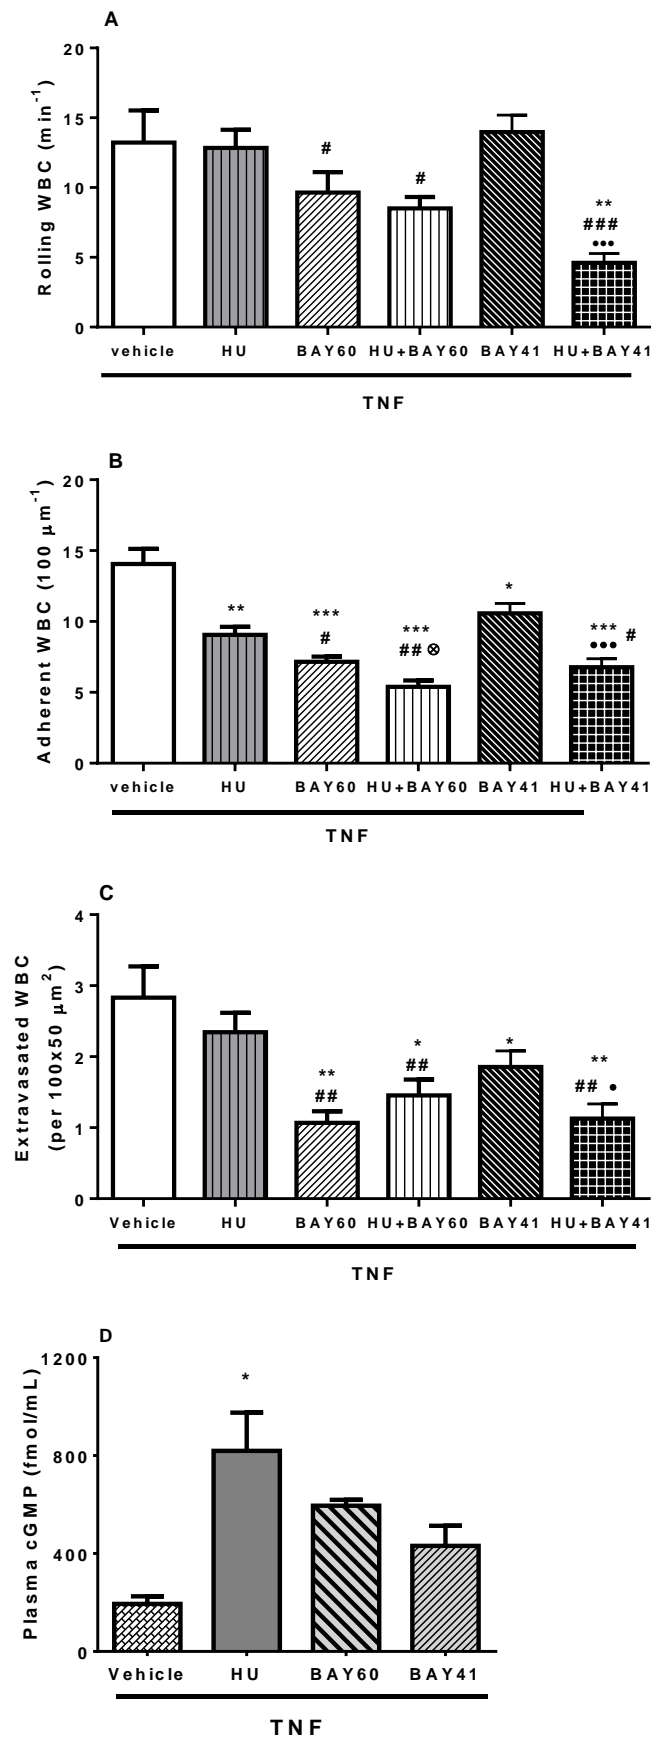 A
Rolling WBC (min-1)
20
15
10
5
0
#
#
**
###
•••
vehicle HU BAY60 HU+BAY60 BAY41 HU+BAY41
TNF
B
Adherent WBC (100 µm-1)
20
15
10
5
0
**
***
#
***
## ⊗
*
***
••• #
vehicle HU BAY60 HU+BAY60 BAY41 HU+BAY41
TNF
C
Extravasated WBC
(per 100x50 µm2)
4
3
2
1
0
**
##
*
##
*
**
## •
Vehicle HU BAY60 HU+BAY60 BAY41 HU+BAY41
TNF
D
Plasma cGMP (fmol/mL)
1200
800
400
0
*
Vehicle HU BAY60 BAY41
TNF